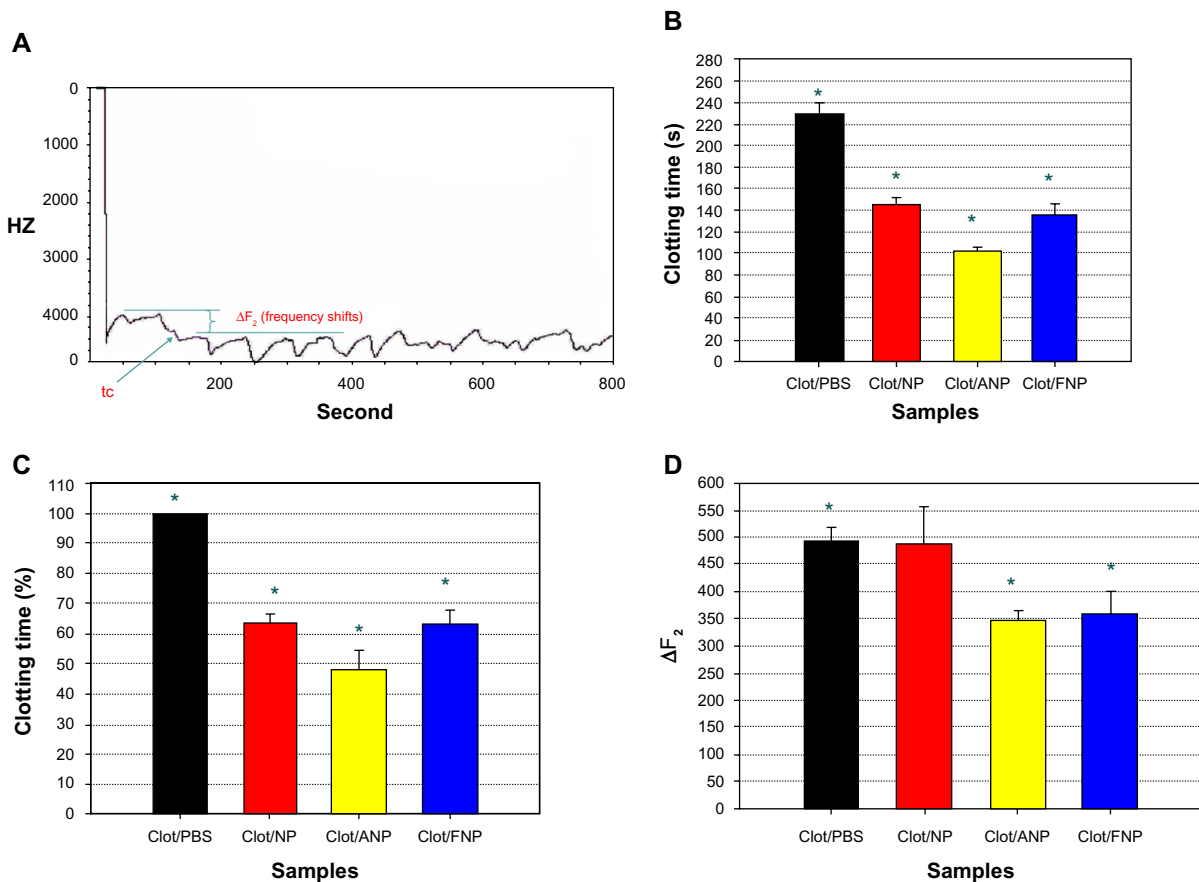 A
HZ
0
1000
2000
3000
4000
0
ΔF₂ (frequency shifts)
tc
200
400
600
800
Second
B
Clotting time (s)
280
260
240
220
200
180
160
140
120
100
80
60
40
20
0
*
*
*
*
Clot/PBS
Clot/NP
Clot/ANP
Clot/FNP
Samples
C
Clotting time (%)
110
100
90
80
70
60
50
40
30
20
10
0
*
*
*
*
Clot/PBS
Clot/NP
Clot/ANP
Clot/FNP
Samples
D
ΔF₂
600
550
500
450
400
350
300
250
200
150
100
50
0
*
*
*
Clot/PBS
Clot/NP
Clot/ANP
Clot/FNP
Samples